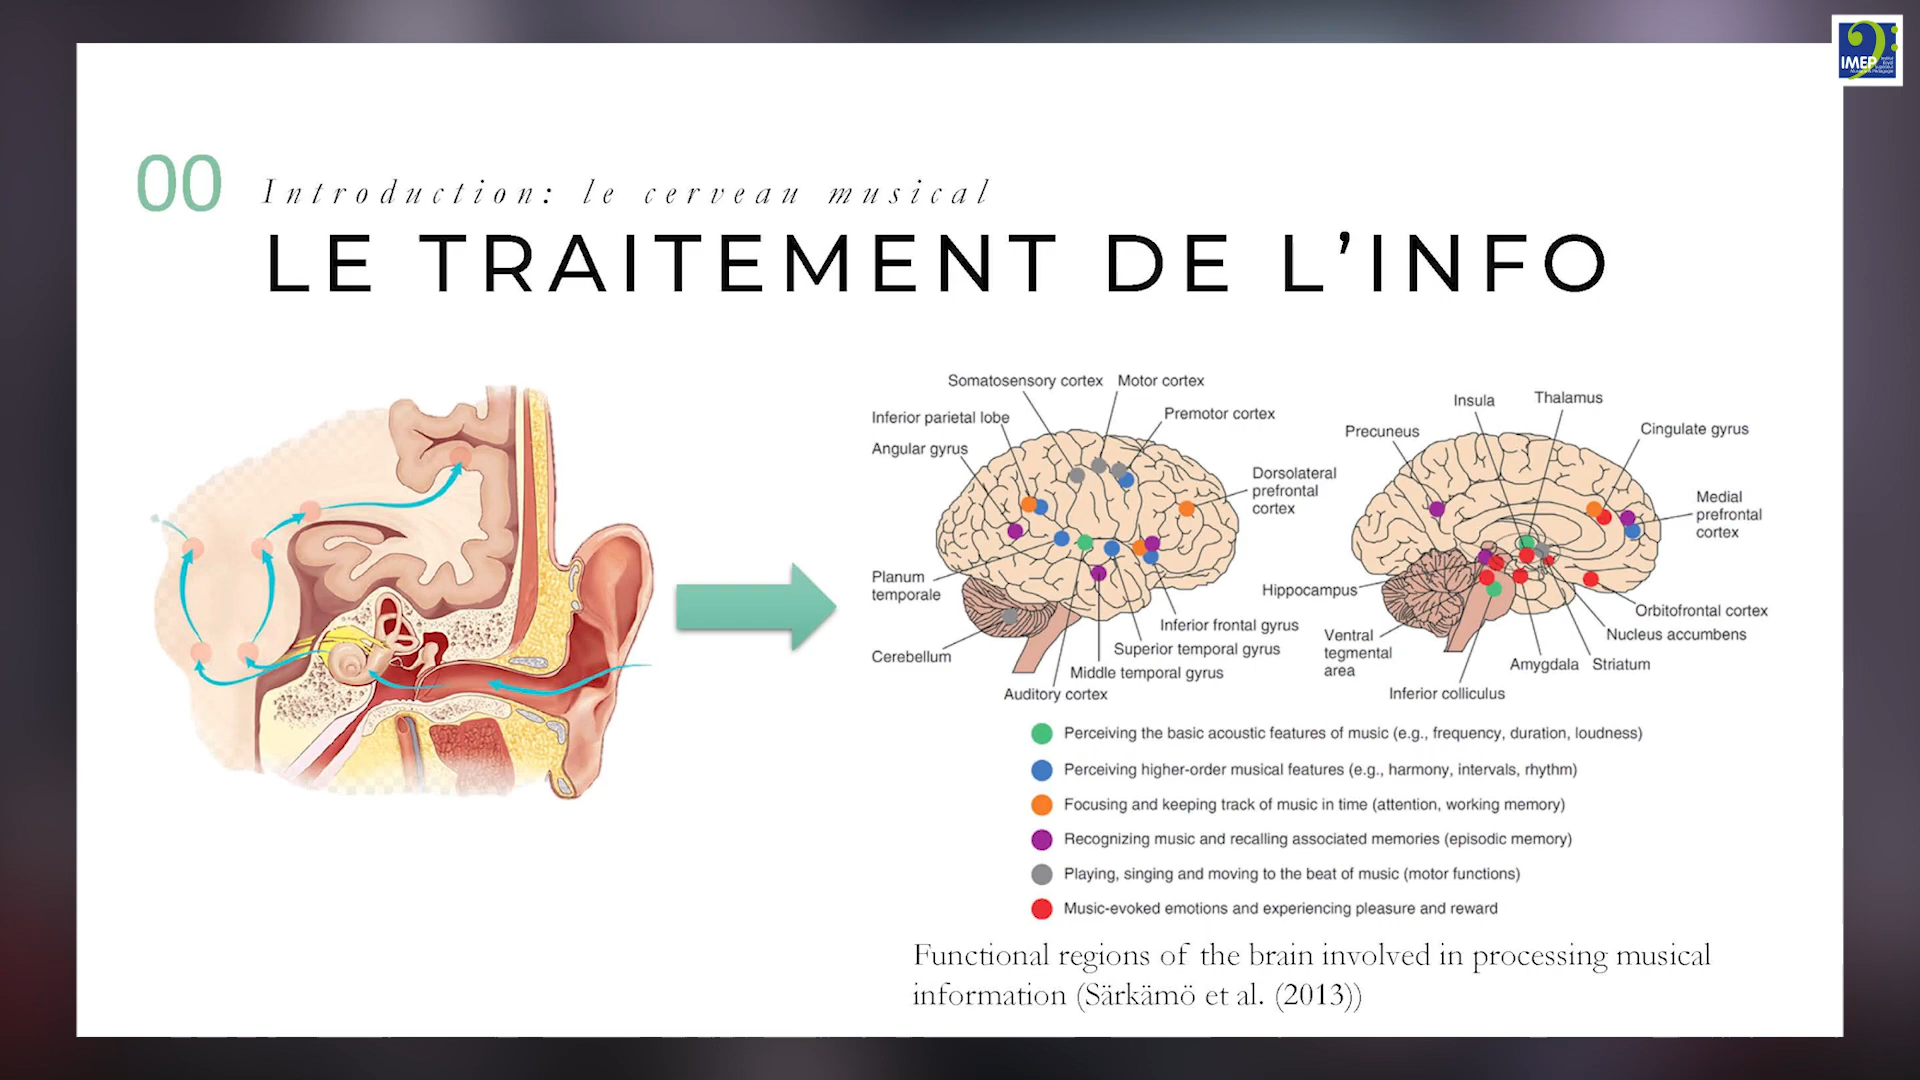 IMEP
00
Introduction: le cerveau musical
LE TRAITEMENT DE L'INFO
Somatosensory cortex
Motor cortex
Inferior parietal lobe
Premotor cortex
Angular gyrus
Dorsolateral
prefrontal
cortex
Planum
temporale
Cerebellum
Inferior frontal gyrus
Superior temporal gyrus
Middle temporal gyrus
Auditory cortex
Insula
Thalamus
Precuneus
Cingulate gyrus
Medial
prefrontal
cortex
Hippocampus
Orbitofrontal cortex
Ventral
tegmental
area
Nucleus accumbens
Amygdala
Striatum
Inferior colliculus
Perceiving the basic acoustic features of music (e.g., frequency, duration, loudness)
Perceiving higher-order musical features (e.g., harmony, intervals, rhythm)
Focusing and keeping track of music in time (attention, working memory)
Recognizing music and recalling associated memories (episodic memory)
Playing, singing and moving to the beat of music (motor functions)
Music-evoked emotions and experiencing pleasure and reward
Functional regions of the brain involved in processing musical
information (Särkämö et al. (2013))